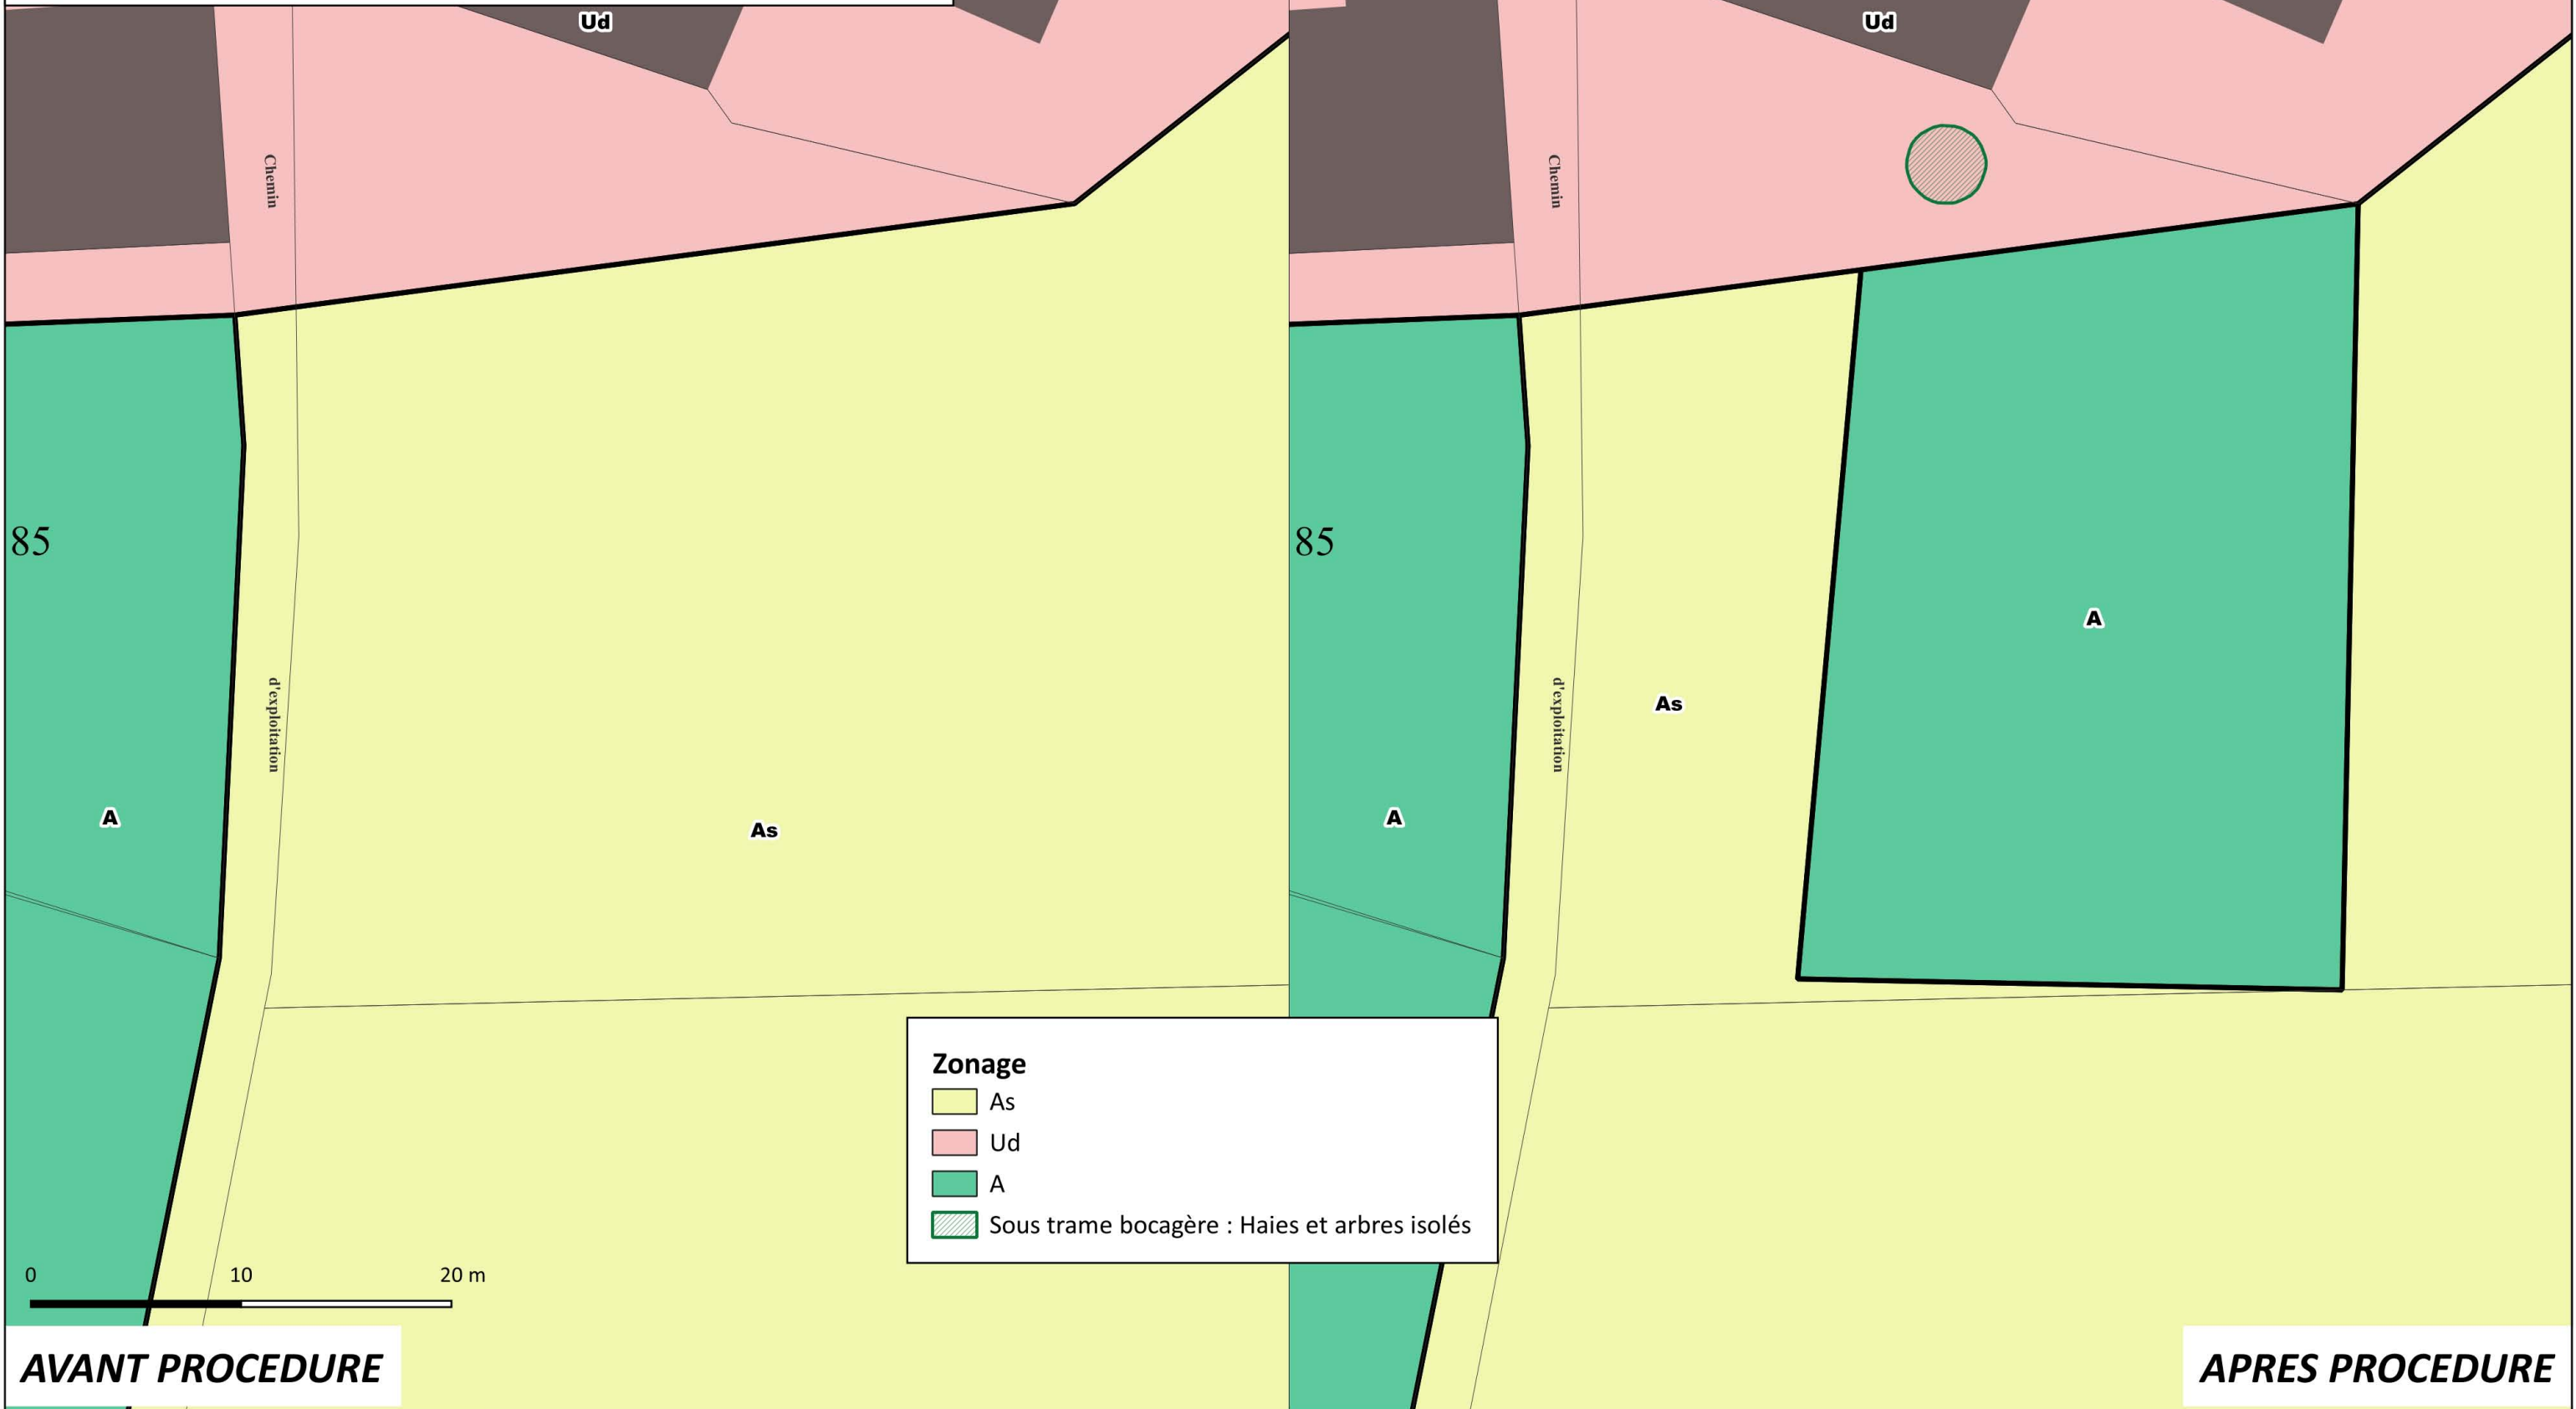 Ud
Chemin
85
d'exploitation
A
As
0 10 20 m
AVANT PROCEDURE
Ud
Chemin
85
d'exploitation
A
As
A
Zonage
As
Ud
A
Sous trame bocagère : Haies et arbres isolés
APRES PROCEDURE